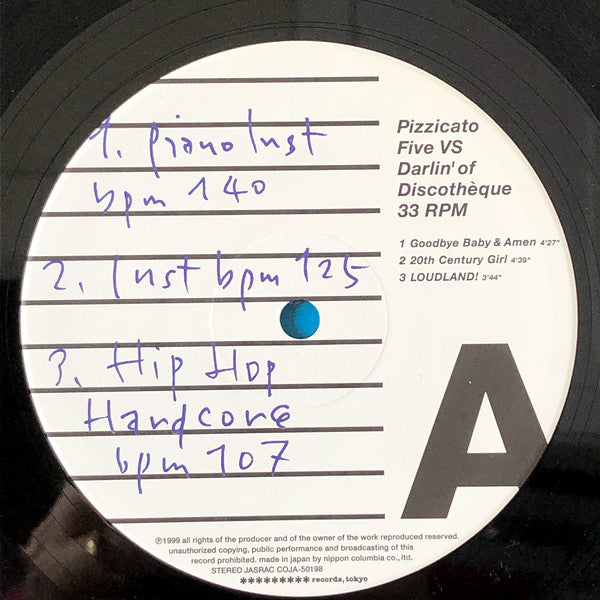 1. piano Inst
bpm 140
2. Inst bpm 125
3. Hip Hop
Hardcore
bpm 107
Pizzicato
Five VS
Darlin' of
Discothèque
33 RPM
1 Goodbye Baby & Amen 4'27"
2 20th Century Girl 4'39"
3 LOUDLAND! 3'44"
A
℗1999 all rights of the producer and of the owner of the work reproduced reserved.
unauthorized copying, public performance and broadcasting of this
record prohibited. made in japan by nippon columbia co., ltd.
STEREO JASRAC COJA-50198
********* records, tokyo